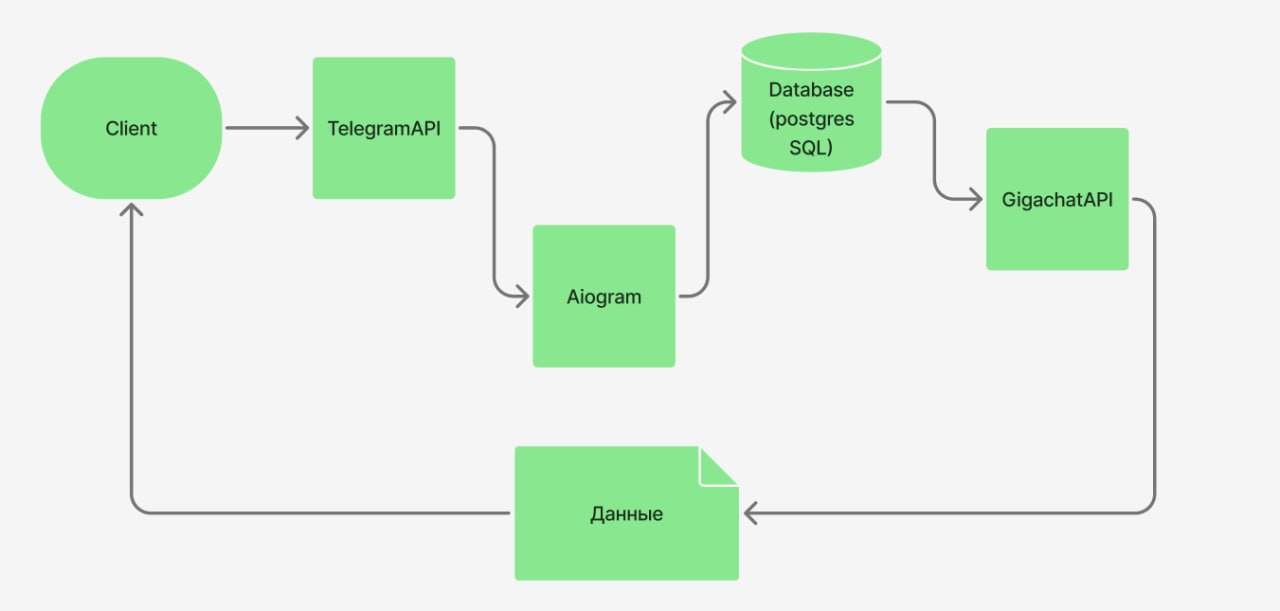 Client
TelegramAPI
Aiogram
Database
(postgres
SQL)
GigachatAPI
Данные